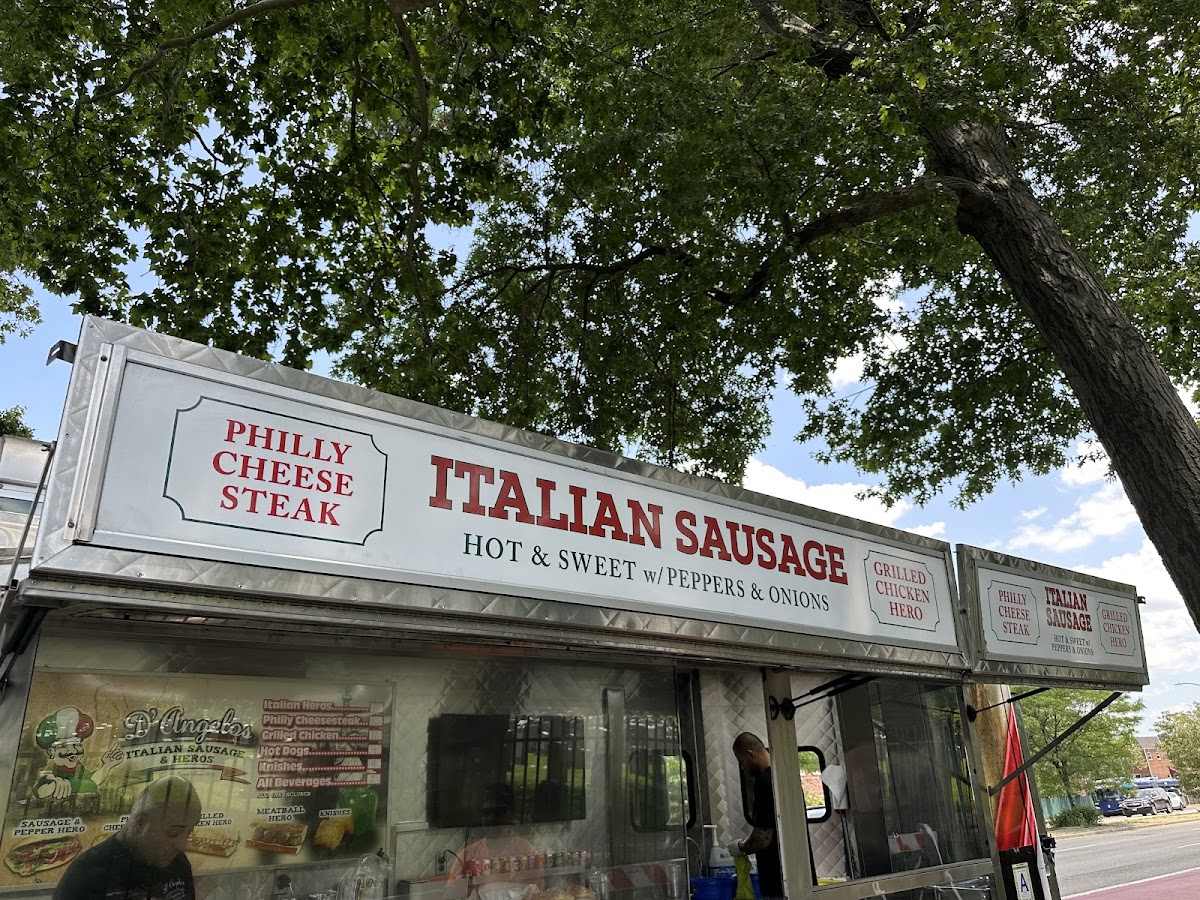 PHILLY
CHEESE
STEAK
ITALIAN SAUSAGE
HOT & SWEET w/ PEPPERS & ONIONS
GRILLED
CHICKEN
HERO
PHILLY
CHEESE
STEAK
ITALIAN
SAUSAGE
HOT & SWEET w/
PEPPERS & ONIONS
GRILLED
CHICKEN
HERO
D'Angelos
ITALIAN SAUSAGE
& HEROS
Italian Heros
Philly Cheesesteak
Grilled Chicken
Hot Dogs
Knishes
All Beverages
SAUSAGE &
PEPPER HERO
CHICKEN HERO
MEATBALL
HERO
KNISHES
A